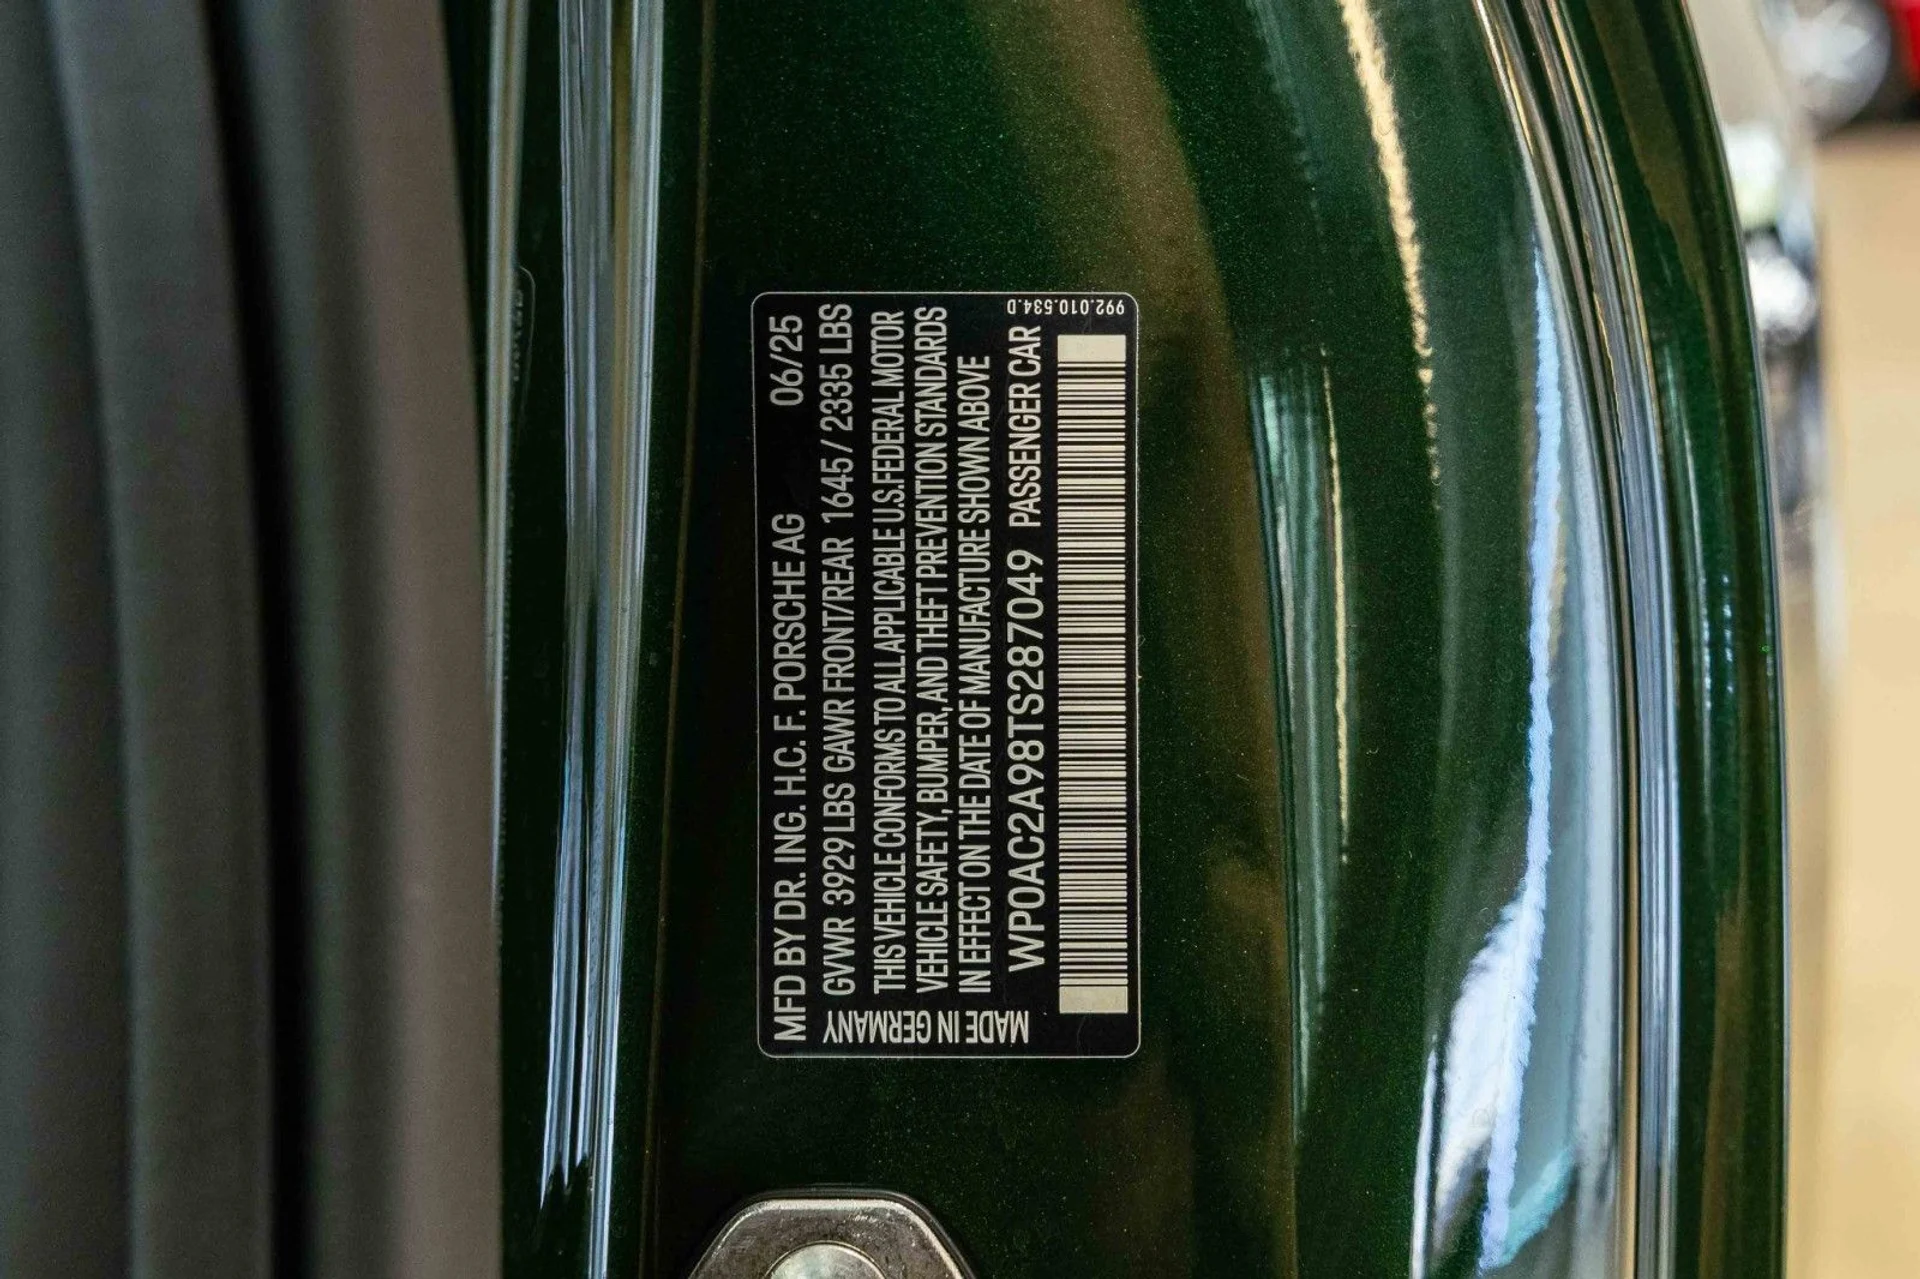 MFD BY DR. ING. H.C. F. PORSCHE AG 06/25
GVWR 3929 LBS GAWR FRONT/REAR 1645 / 2335 LBS
THIS VEHICLE CONFORMS TO ALL APPLICABLE U.S. FEDERAL MOTOR
VEHICLE SAFETY, BUMPER, AND THEFT PREVENTION STANDARDS
IN EFFECT ON THE DATE OF MANUFACTURE SHOWN ABOVE
WP0AC2A98TS287049 PASSENGER CAR
MADE IN GERMANY
992.010.534.D